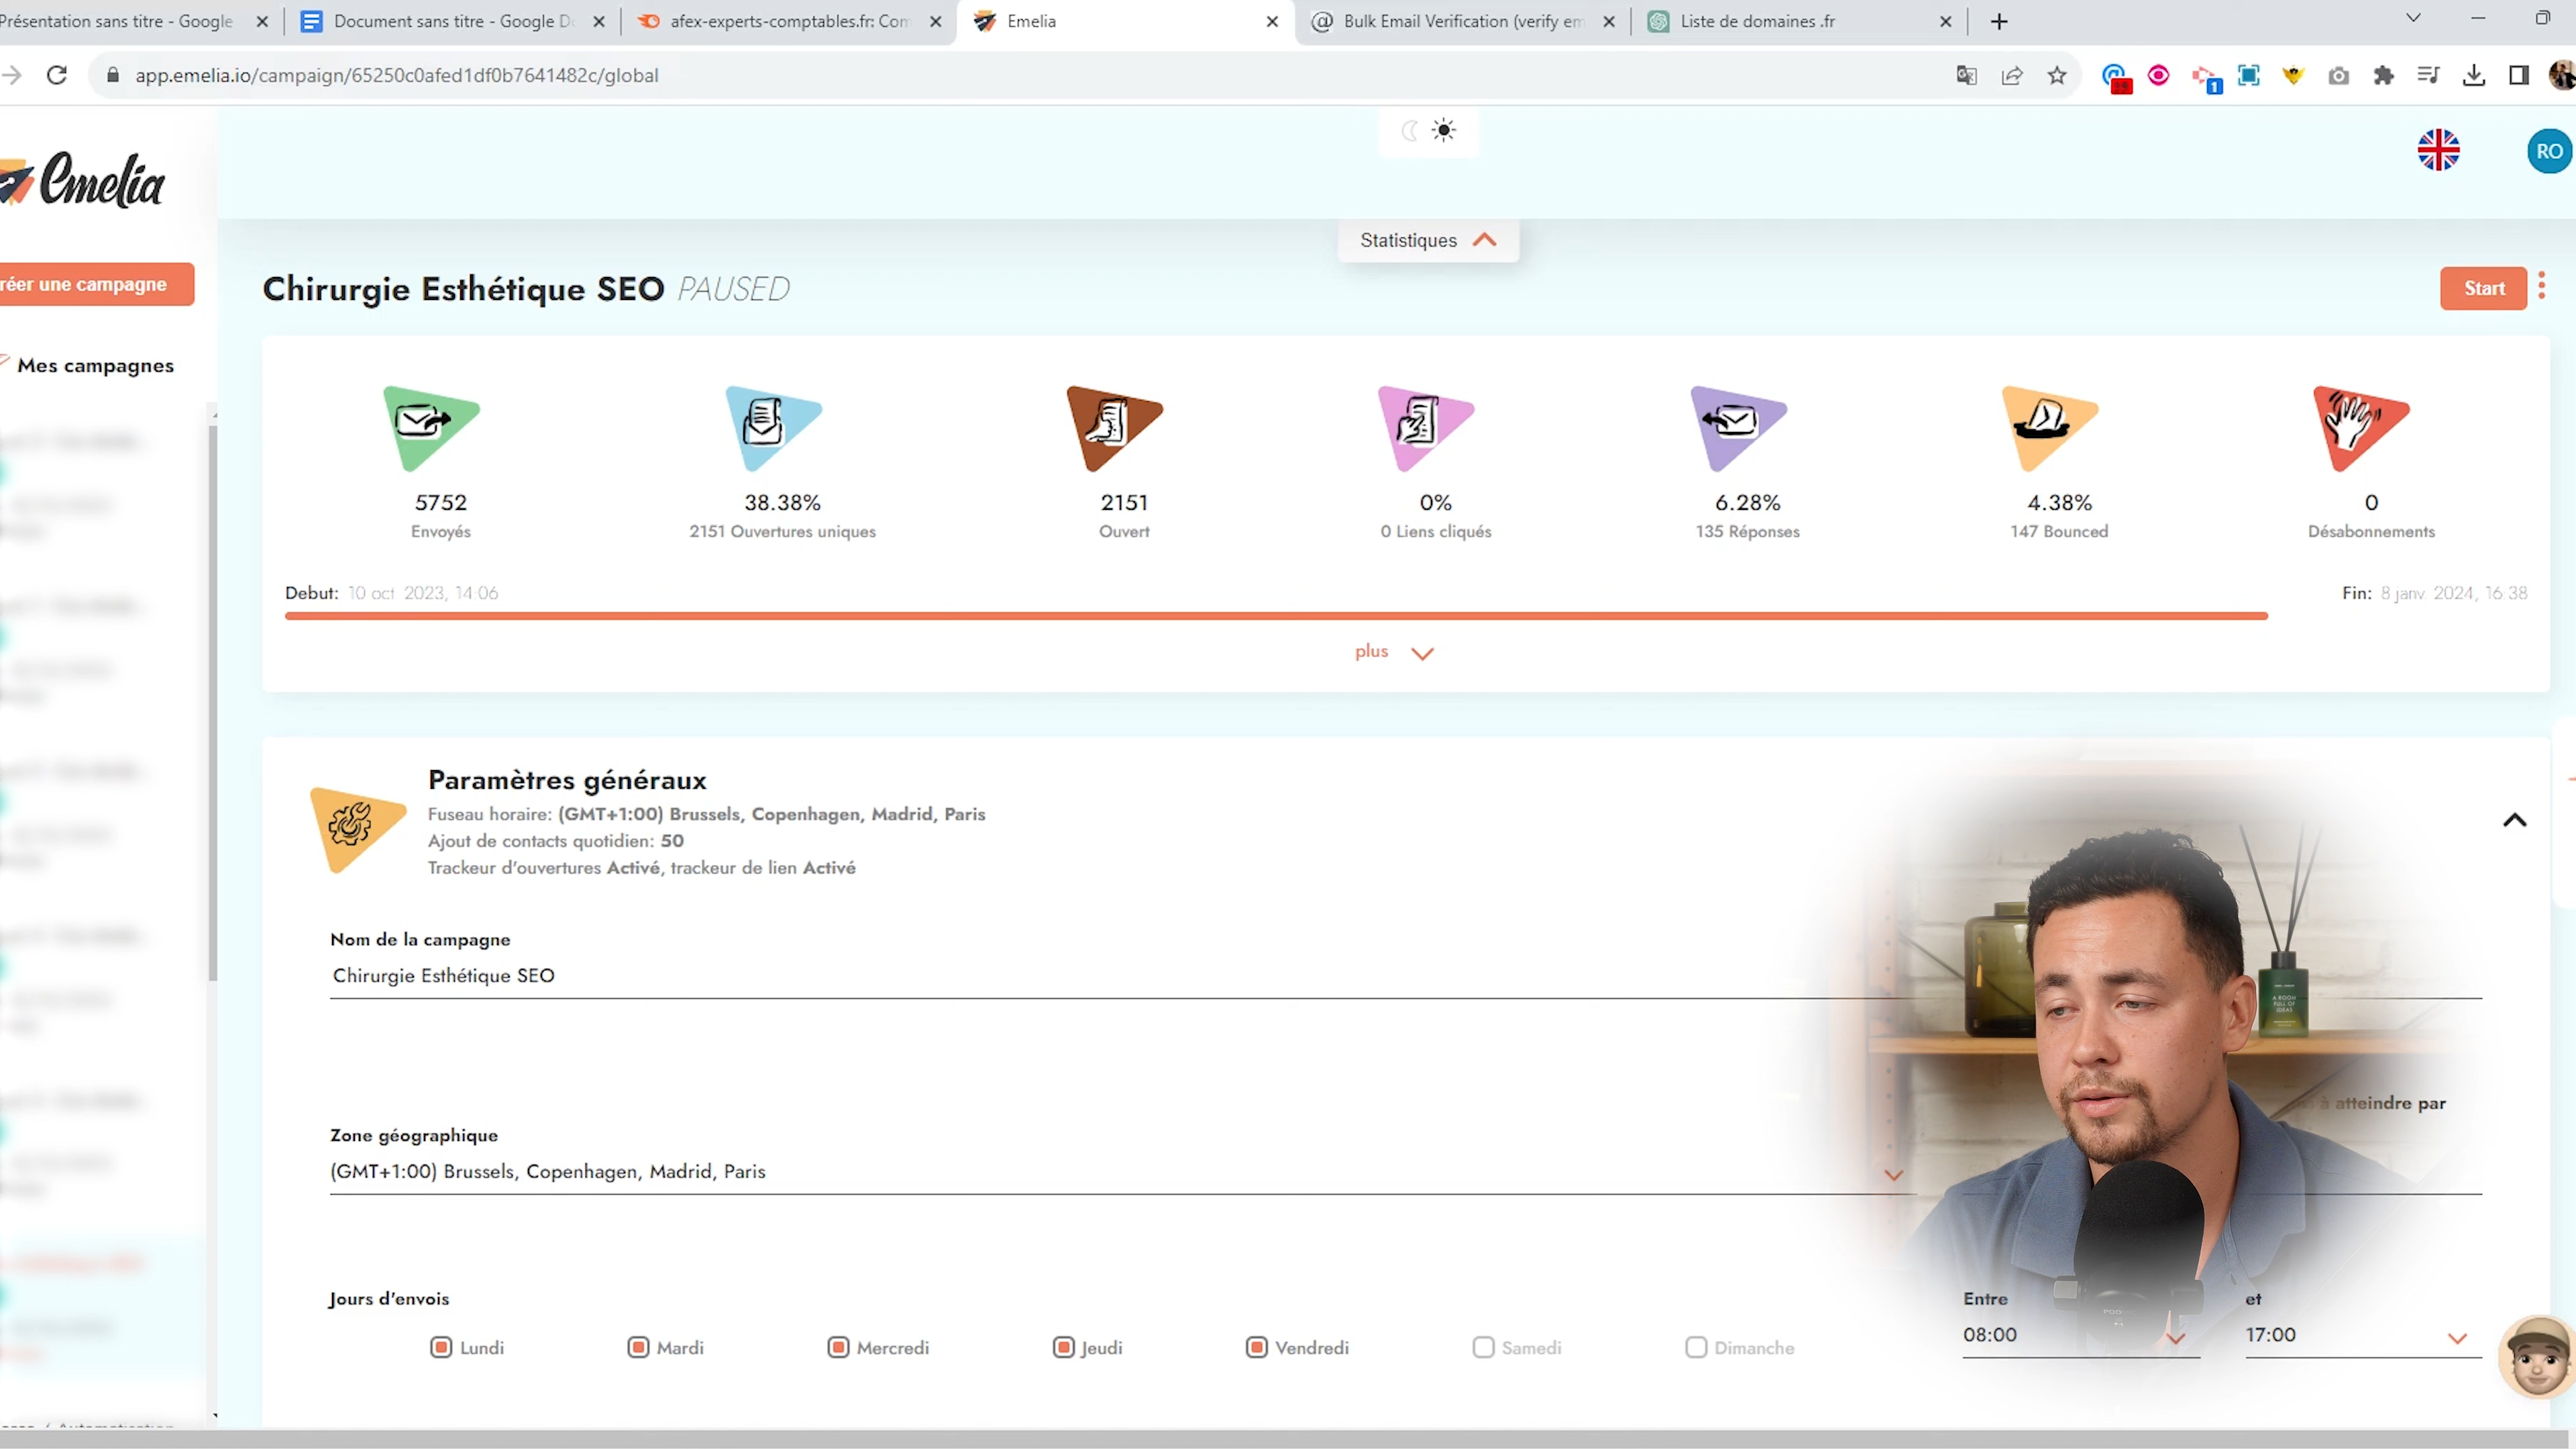 Présentation sans titre - Google
Document sans titre - Google Do
afex-experts-comptables.fr: Com
Emelia
Bulk Email Verification (verify em
Liste de domaines .fr
app.emelia.io/campaign/65250c0afed1df0b7641482c/global
1
Emelia
RO
Statistiques
réer une campagne
Chirurgie Esthétique SEO PAUSED
Start
Mes campagnes
5752
38.38%
2151
0%
6.28%
4.38%
0
Envoyés
2151 Ouvertures uniques
Ouvert
0 Liens cliqués
135 Réponses
147 Bounced
Désabonnements
Debut: 10 oct. 2023, 14:06
Fin: 8 janv. 2024, 16:38
plus
Paramètres généraux
Fuseau horaire: (GMT+1:00) Brussels, Copenhagen, Madrid, Paris
Ajout de contacts quotidien: 50
Trackeur d'ouvertures Activé, trackeur de lien Activé
Nom de la campagne
Chirurgie Esthétique SEO
A ROOM
FULL OF
IDEAS
à atteindre par
Zone géographique
(GMT+1:00) Brussels, Copenhagen, Madrid, Paris
Jours d'envois
Entre
et
Lundi
Mardi
Mercredi
Jeudi
Vendredi
Samedi
Dimanche
08:00
17:00